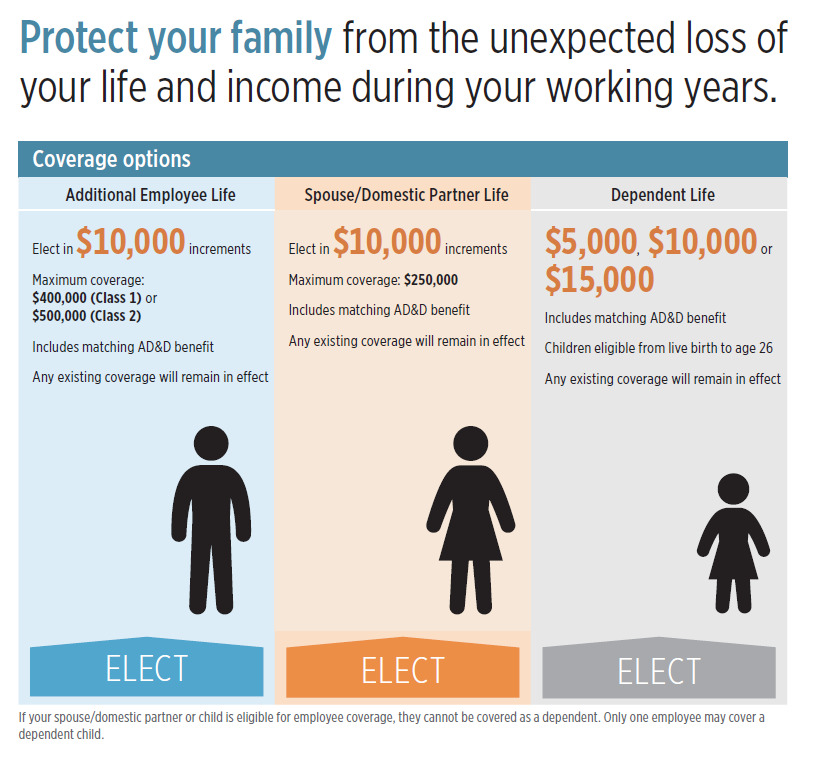 Protect your family from the unexpected loss of
your life and income during your working years.
Coverage options
Additional Employee Life
Elect in $10,000 increments
Maximum coverage:
$400,000 (Class 1) or
$500,000 (Class 2)
Includes matching AD&D benefit
Any existing coverage will remain in effect
ELECT
Spouse/Domestic Partner Life
Elect in $10,000 increments
Maximum coverage: $250,000
Includes matching AD&D benefit
Any existing coverage will remain in effect
ELECT
Dependent Life
$5,000, $10,000 or
$15,000
Includes matching AD&D benefit
Children eligible from live birth to age 26
Any existing coverage will remain in effect
ELECT
If your spouse/domestic partner or child is eligible for employee coverage, they cannot be covered as a dependent. Only one employee may cover a
dependent child.